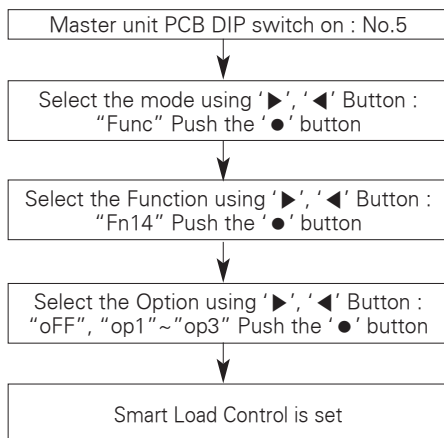 Master unit PCB DIP switch on : No.5
Select the mode using ‘▶’, ‘◀’ Button :
“Func” Push the ‘●’ button
Select the Function using ‘▶’, ‘◀’ Button :
“Fn14” Push the ‘●’ button
Select the Option using ‘▶’, ‘◀’ Button :
“oFF”, “op1”~”op3” Push the ‘●’ button
Smart Load Control is set